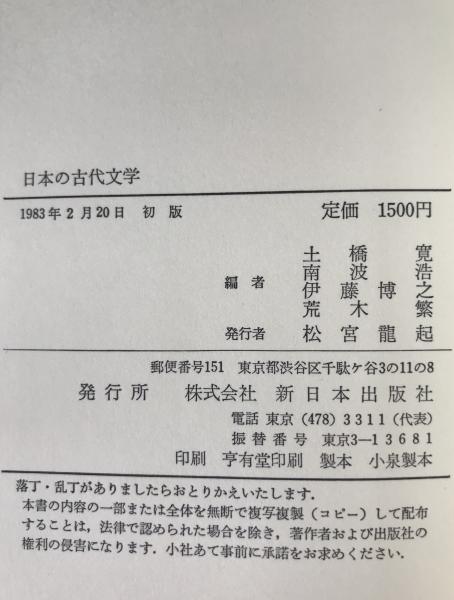 日本の古代文学
1983年2月20日 初版 定価 1500円
土橋寛
南波浩
編者 伊藤博之
荒木繁
発行者 松宮龍起
郵便番号151 東京都渋谷区千駄ケ谷3の11の8
発行所 株式会社 新日本出版社
電話 東京 (478) 3311 (代表)
振替番号 東京3―13681
印刷 亨有堂印刷 製本 小泉製本
落丁・乱丁がありましたらおとりかえいたします.
本書の内容の一部または全体を無断で複写複製 (コピー) して配布
することは, 法律で認められた場合を除き, 著作者および出版社の
権利の侵害になります. 小社あて事前に承諾をお求めください.